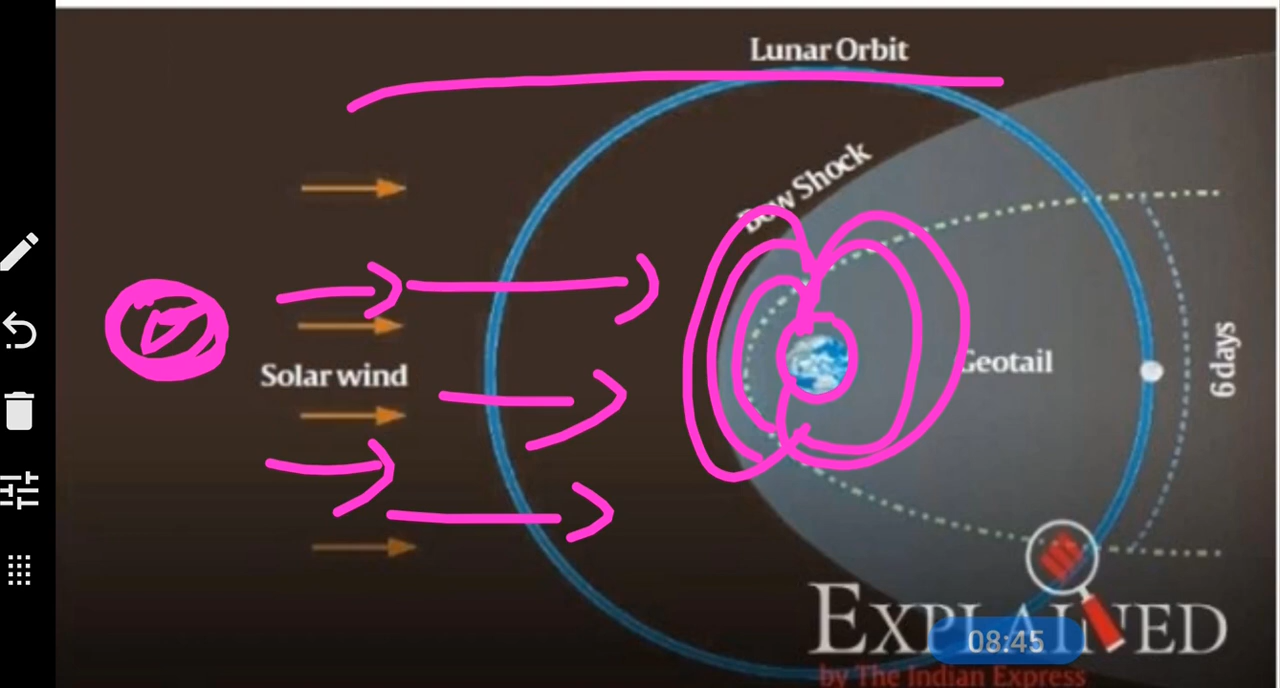 Lunar Orbit
Bow Shock
Solar wind
Geotail
6 days
EXPLAINED
08:45
by The Indian Express